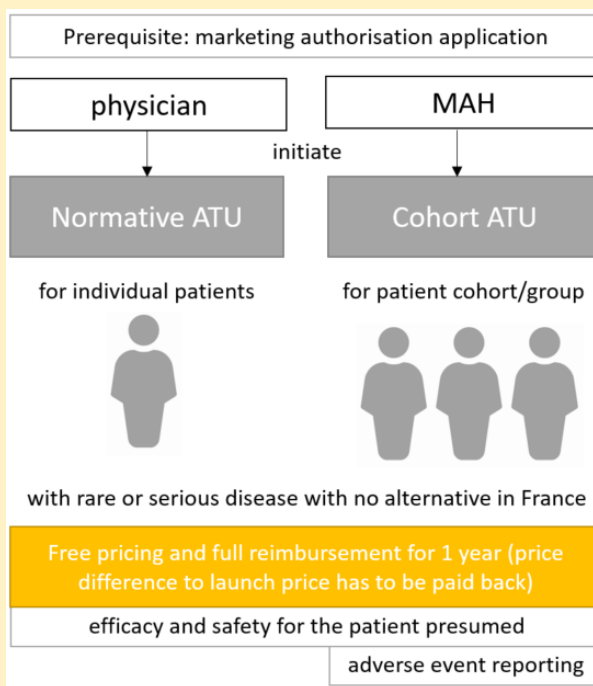 Prerequisite: marketing authorisation application
physician
MAH
initiate
Normative ATU
Cohort ATU
for individual patients
for patient cohort/group
with rare or serious disease with no alternative in France
Free pricing and full reimbursement for 1 year (price
difference to launch price has to be paid back)
efficacy and safety for the patient presumed
adverse event reporting